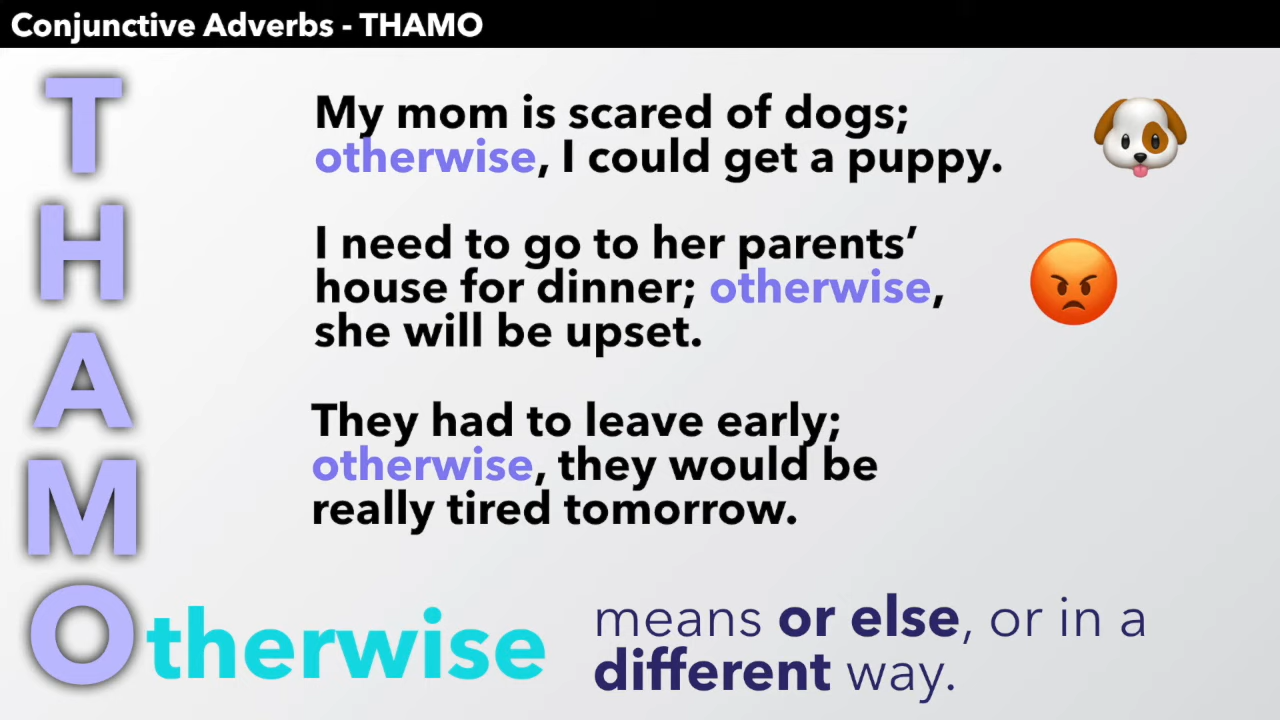 Conjunctive Adverbs - THAMO
T
H
A
M
Otherwise
My mom is scared of dogs;
otherwise, I could get a puppy.
I need to go to her parents’
house for dinner; otherwise,
she will be upset.
They had to leave early;
otherwise, they would be
really tired tomorrow.
means or else, or in a
different way.